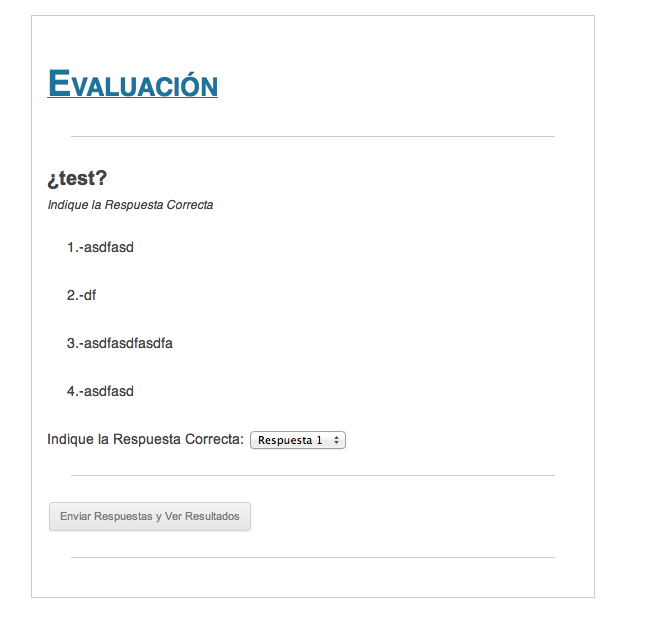 Evaluación
¿test?
Indique la Respuesta Correcta
1.-asdfasd
2.-df
3.-asdfasdfasdfa
4.-asdfasd
Indique la Respuesta Correcta: Respuesta 1
Enviar Respuestas y Ver Resultados